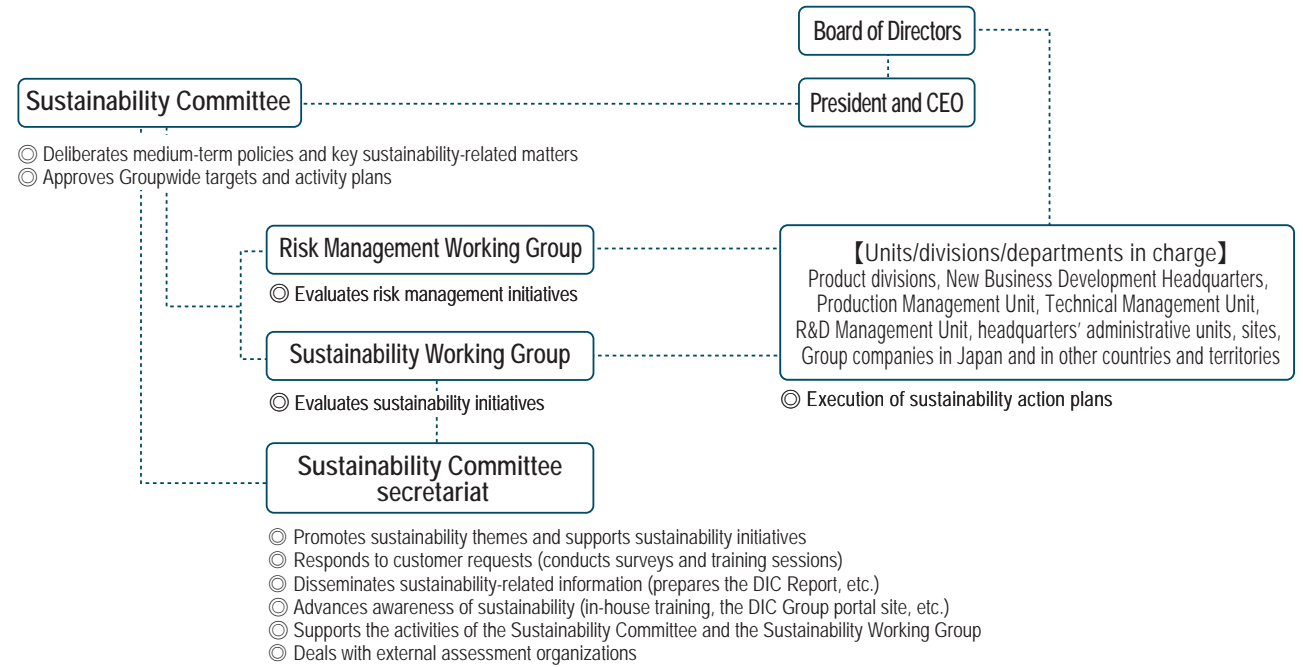 Board of Directors
Sustainability Committee
President and CEO
◎ Deliberates medium-term policies and key sustainability-related matters
◎ Approves Groupwide targets and activity plans
Risk Management Working Group
◎ Evaluates risk management initiatives
Sustainability Working Group
◎ Evaluates sustainability initiatives
【Units/divisions/departments in charge】
Product divisions, New Business Development Headquarters,
Production Management Unit, Technical Management Unit,
R&D Management Unit, headquarters’ administrative units, sites,
Group companies in Japan and in other countries and territories
◎ Execution of sustainability action plans
Sustainability Committee
secretariat
◎ Promotes sustainability themes and supports sustainability initiatives
◎ Responds to customer requests (conducts surveys and training sessions)
◎ Disseminates sustainability-related information (prepares the DIC Report, etc.)
◎ Advances awareness of sustainability (in-house training, the DIC Group portal site, etc.)
◎ Supports the activities of the Sustainability Committee and the Sustainability Working Group
◎ Deals with external assessment organizations